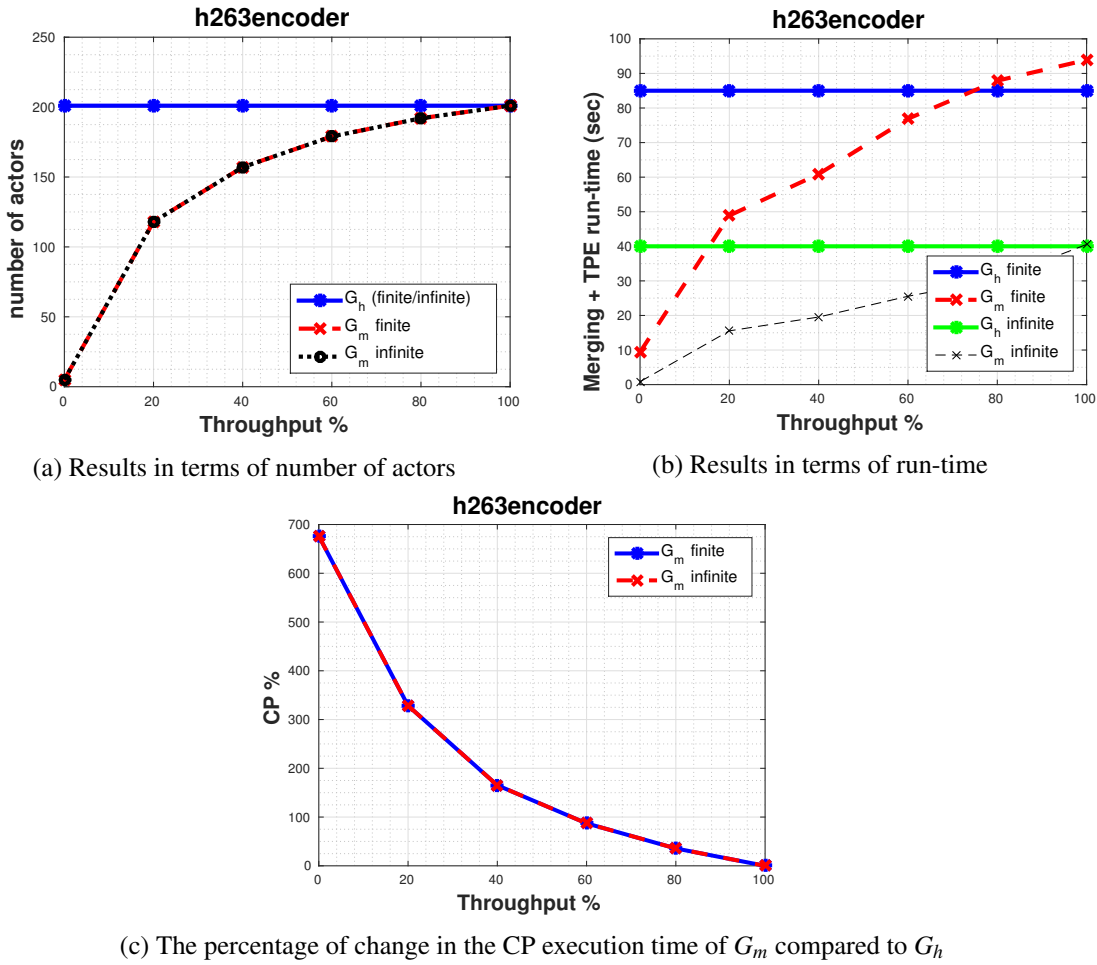 h263encoder
250
200
150
100
50
0
0 20 40 60 80 100
number of actors
Throughput %
G_h (finite/infinite)
G_m finite
G_m infinite
(a) Results in terms of number of actors
h263encoder
100
90
80
70
60
50
40
30
20
10
0
0 20 40 60 80 100
Merging + TPE run-time (sec)
Throughput %
G_h finite
G_m finite
G_h infinite
G_m infinite
(b) Results in terms of run-time
h263encoder
700
600
500
400
300
200
100
0
0 20 40 60 80 100
CP %
Throughput %
G_m finite
G_m infinite
(c) The percentage of change in the CP execution time of G_m compared to G_h